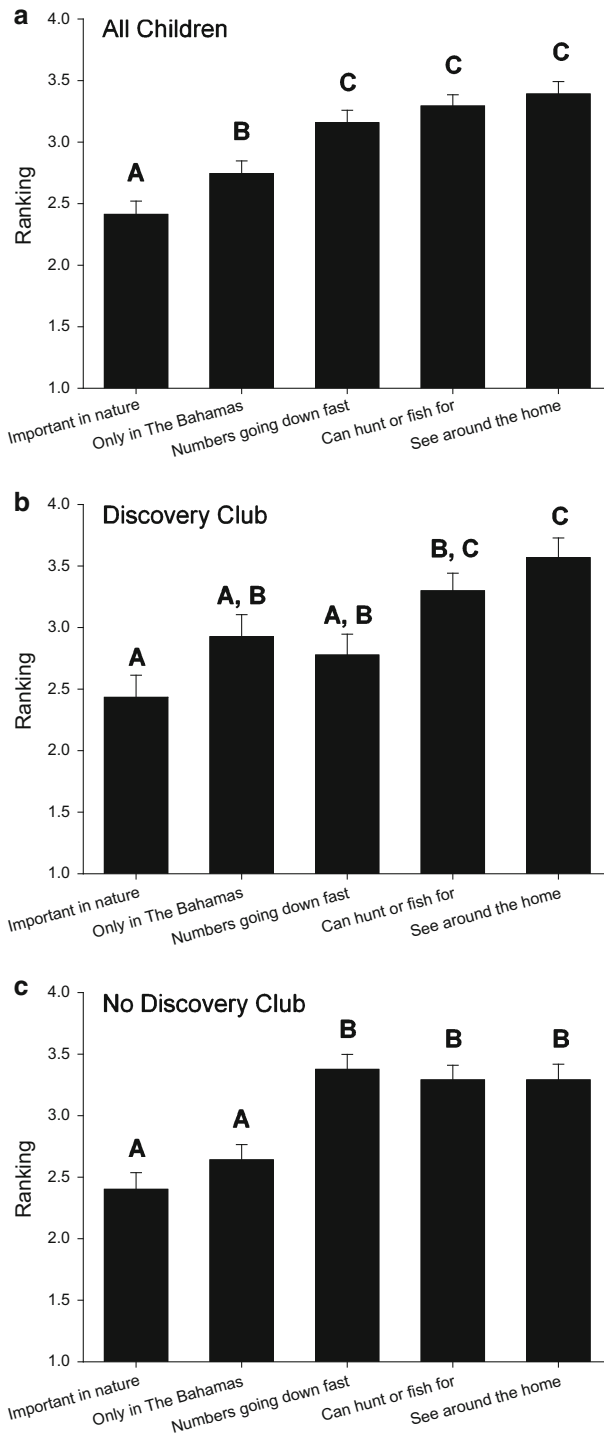 a
All Children
4.0
3.5
3.0
2.5
2.0
1.5
1.0
Ranking
A
B
C
C
C
Important in nature
Only in The Bahamas
Numbers going down fast
Can hunt or fish for
See around the home
b
Discovery Club
4.0
3.5
3.0
2.5
2.0
1.5
1.0
Ranking
A
A, B
A, B
B, C
C
Important in nature
Only in The Bahamas
Numbers going down fast
Can hunt or fish for
See around the home
c
No Discovery Club
4.0
3.5
3.0
2.5
2.0
1.5
1.0
Ranking
A
A
B
B
B
Important in nature
Only in The Bahamas
Numbers going down fast
Can hunt or fish for
See around the home